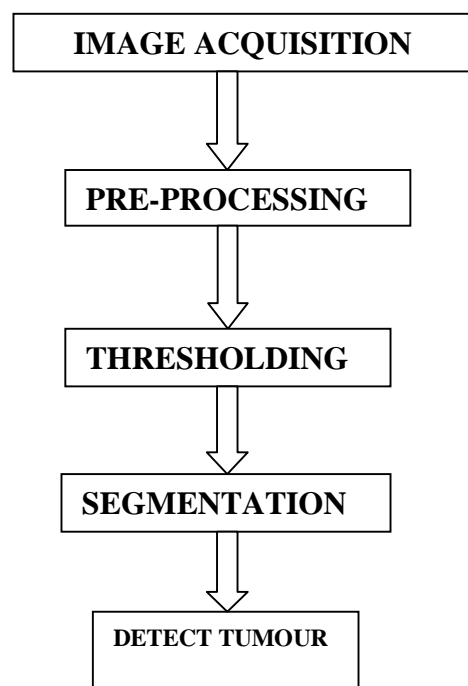 IMAGE ACQUISITION
PRE-PROCESSING
THRESHOLDING
SEGMENTATION
DETECT TUMOUR